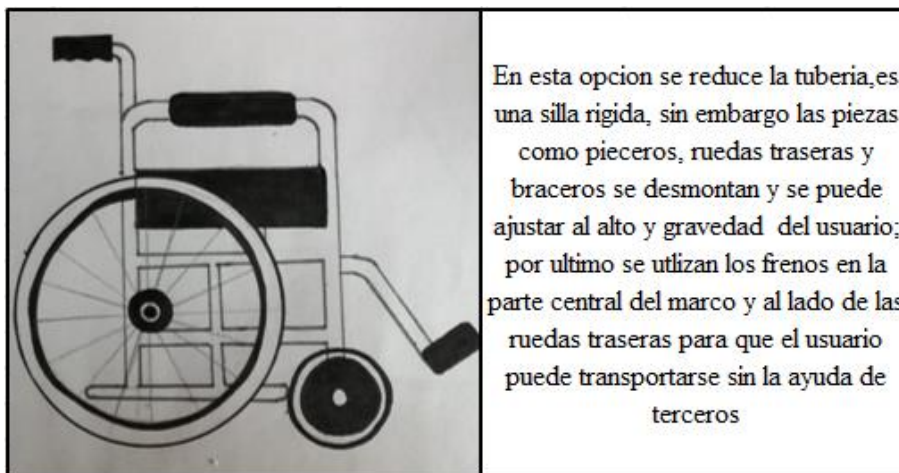 En esta opcion se reduce la tuberia,es
una silla rigida, sin embargo las piezas
como pieceros, ruedas traseras y
braceros se desmontan y se puede
ajustar al alto y gravedad del usuario;
por ultimo se utlizan los frenos en la
parte central del marco y al lado de las
ruedas traseras para que el usuario
puede transportarse sin la ayuda de
terceros